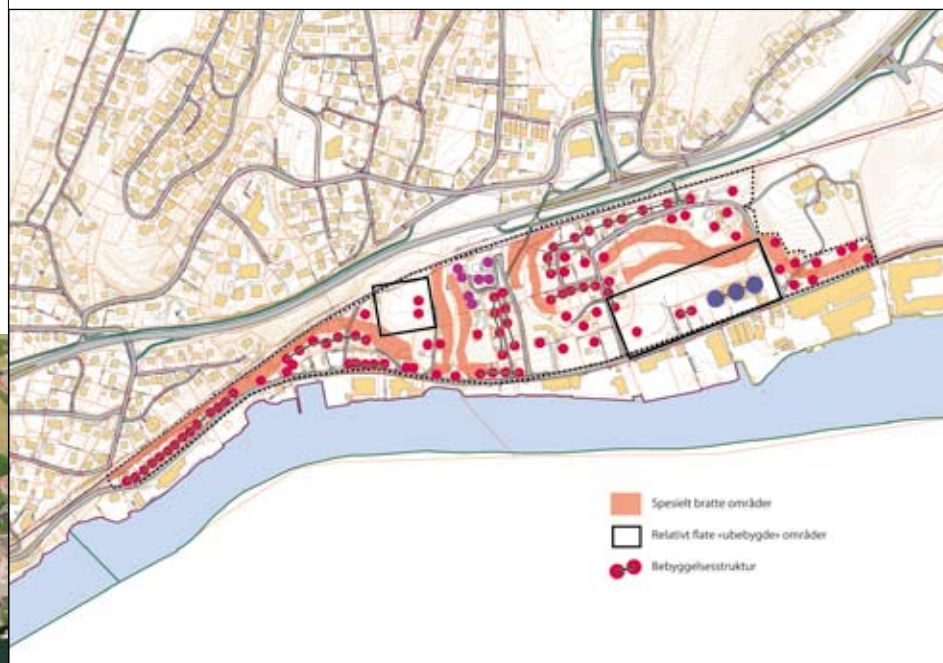 Spesielt bratte områder
Relativt flate «ubebygde» områder
Bebyggelsesstruktur